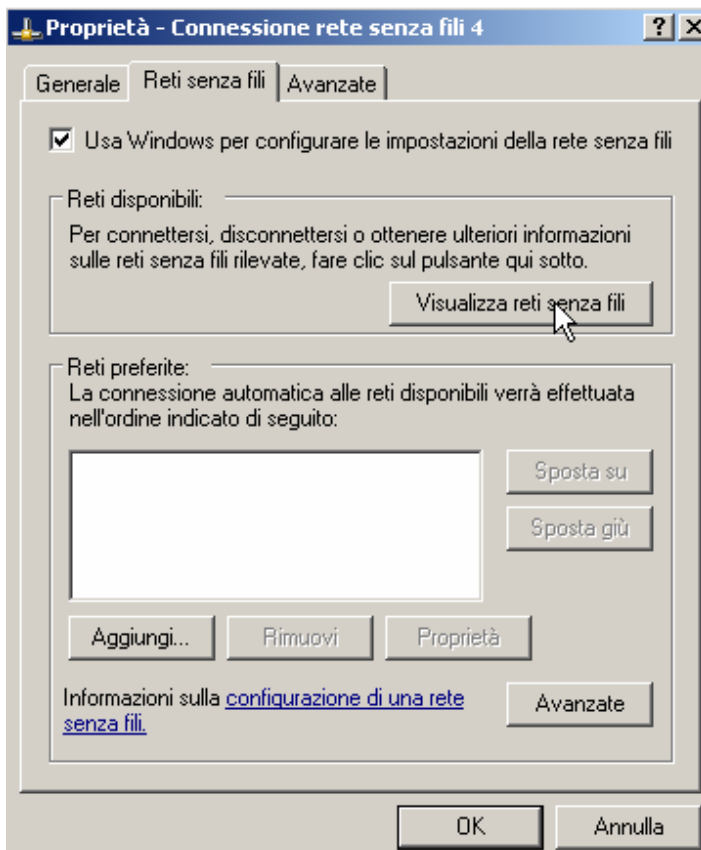 Proprietà - Connessione rete senza fili 4
Generale
Reti senza fili
Avanzate
Usa Windows per configurare le impostazioni della rete senza fili
Reti disponibili:
Per connettersi, disconnettersi o ottenere ulteriori informazioni
sulle reti senza fili rilevate, fare clic sul pulsante qui sotto.
Visualizza reti senza fili
Reti preferite:
La connessione automatica alle reti disponibili verrà effettuata
nell'ordine indicato di seguito:
Sposta su
Sposta giù
Aggiungi...
Rimuovi
Proprietà
Informazioni sulla configurazione di una rete
senza fili.
Avanzate
OK
Annulla